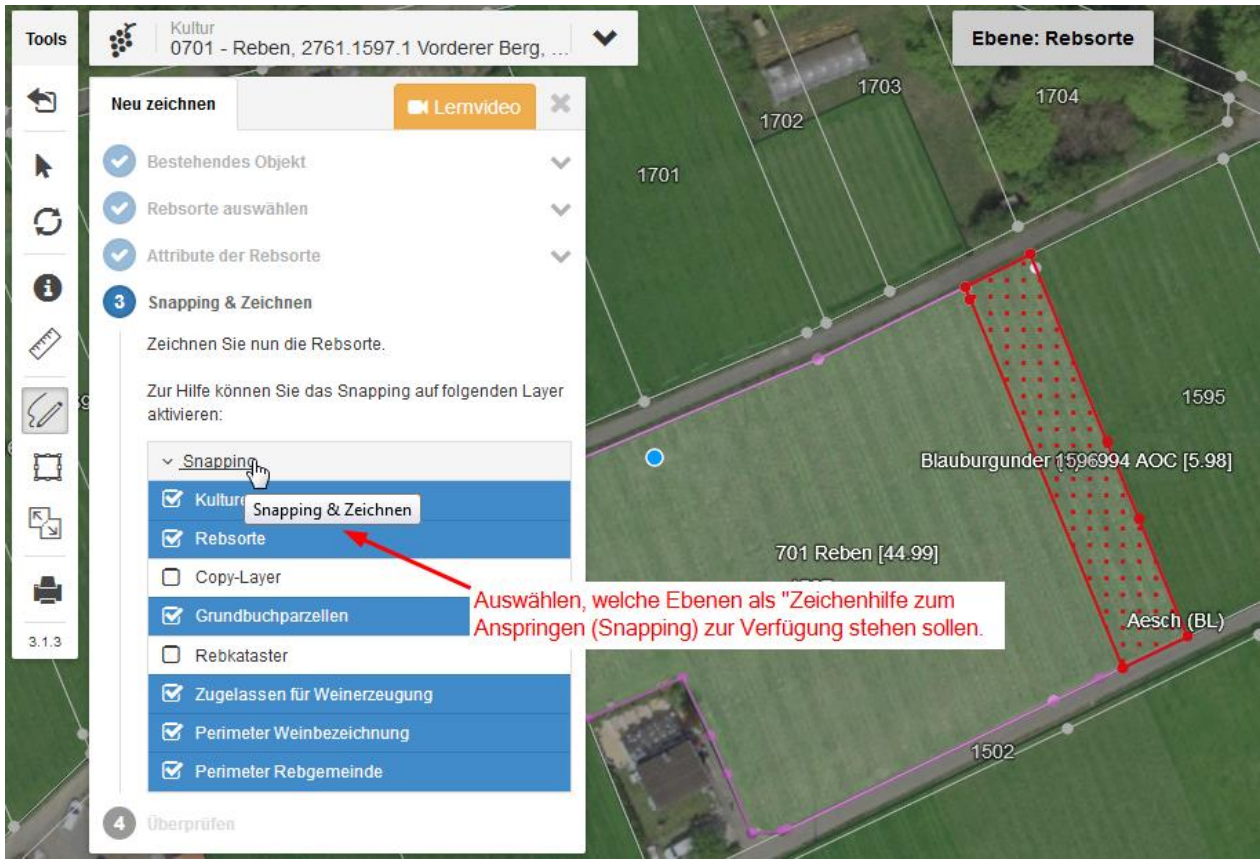 Tools
Kultur
0701 - Reben, 2761.1597.1 Vorderer Berg, ...
Ebene: Rebsorte
Neu zeichnen
Lernvideo
Bestehendes Objekt
Rebsorte auswählen
Attribute der Rebsorte
3 Snapping & Zeichnen
Zeichnen Sie nun die Rebsorte.
Zur Hilfe können Sie das Snapping auf folgenden Layer
aktivieren:
Snapping
Kulture
Snapping & Zeichnen
Rebsorte
Copy-Layer
Grundbuchparzellen
Rebkataster
Zugelassen für Weinerzeugung
Perimeter Weinbezeichnung
Perimeter Rebgemeinde
4 Überprüfen
3.1.3
Auswählen, welche Ebenen als "Zeichenhilfe zum
Anspringen (Snapping) zur Verfügung stehen sollen.
1703
1704
1702
1701
1595
Blauburgunder 1596994 AOC [5.98]
701 Reben [44.99]
Aesch (BL)
1502